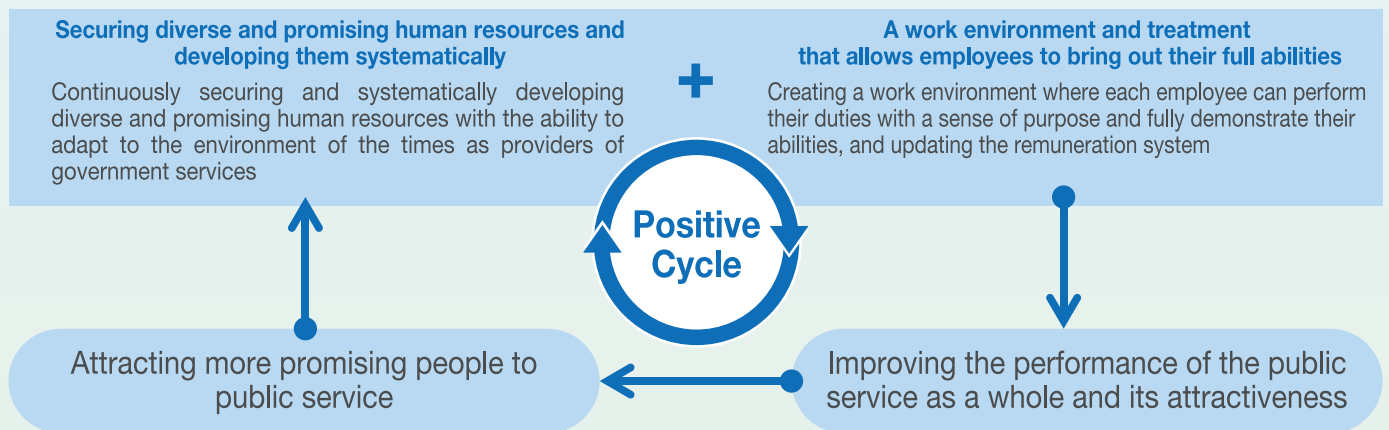 Securing diverse and promising human resources and
developing them systematically
Continuously securing and systematically developing
diverse and promising human resources with the ability to
adapt to the environment of the times as providers of
government services
+
A work environment and treatment
that allows employees to bring out their full abilities
Creating a work environment where each employee can perform
their duties with a sense of purpose and fully demonstrate their
abilities, and updating the remuneration system
Positive
Cycle
Attracting more promising people to
public service
Improving the performance of the public
service as a whole and its attractiveness